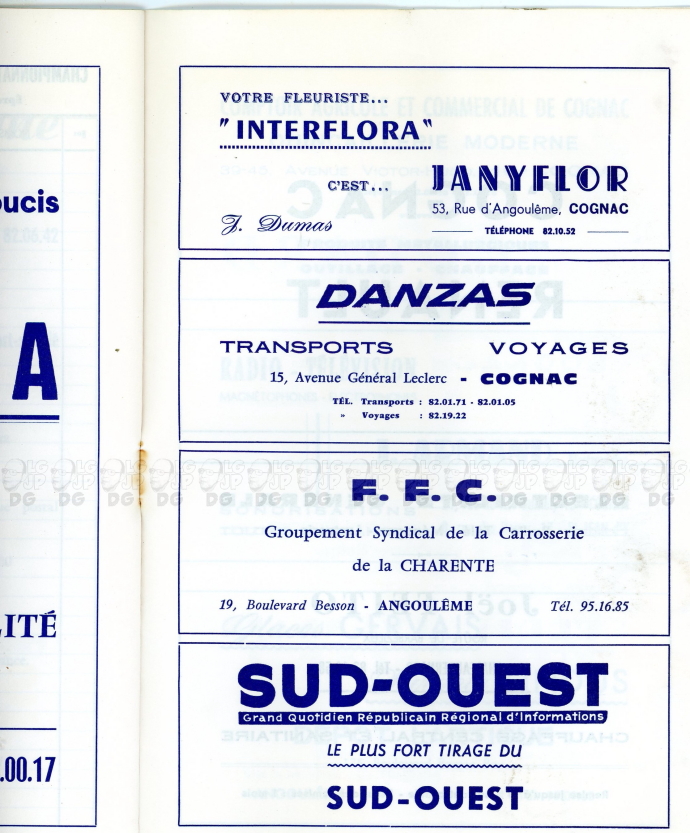 ucis
A
LITÉ
.00.17
VOTRE FLEURISTE...
"INTERFLORA"
C'EST... JANYFLOR
53, Rue d'Angoulême, COGNAC
J. Dumas
TÉLÉPHONE 82.10.52
DANZAS
TRANSPORTS VOYAGES
15, Avenue Général Leclerc - COGNAC
TÉL. Transports : 82.01.71 - 82.01.05
» Voyages : 82.19.22
F. F. C.
Groupement Syndical de la Carrosserie
de la CHARENTE
19, Boulevard Besson - ANGOULÊME Tél. 95.16.85
SUD-OUEST
Grand Quotidien Républicain Régional d'Informations
LE PLUS FORT TIRAGE DU
SUD-OUEST